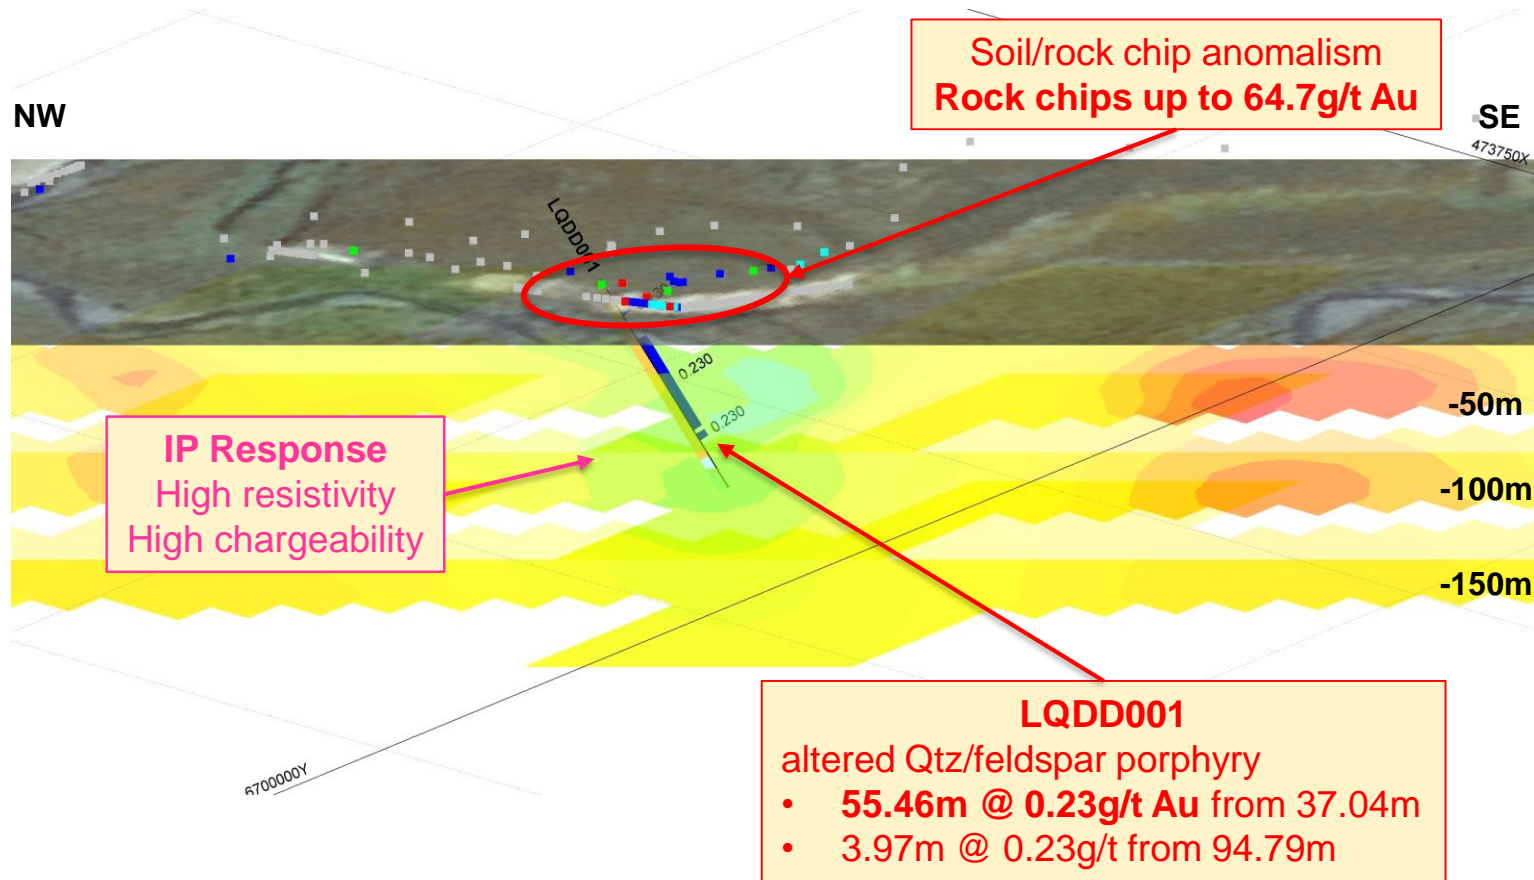 Soil/rock chip anomalism
Rock chips up to 64.7g/t Au
NW
SE
473750X
LQDD001
0.230
0.230
-50m
IP Response
High resistivity
High chargeability
-100m
-150m
LQDD001
altered Qtz/feldspar porphyry
• 55.46m @ 0.23g/t Au from 37.04m
• 3.97m @ 0.23g/t from 94.79m
6700000Y